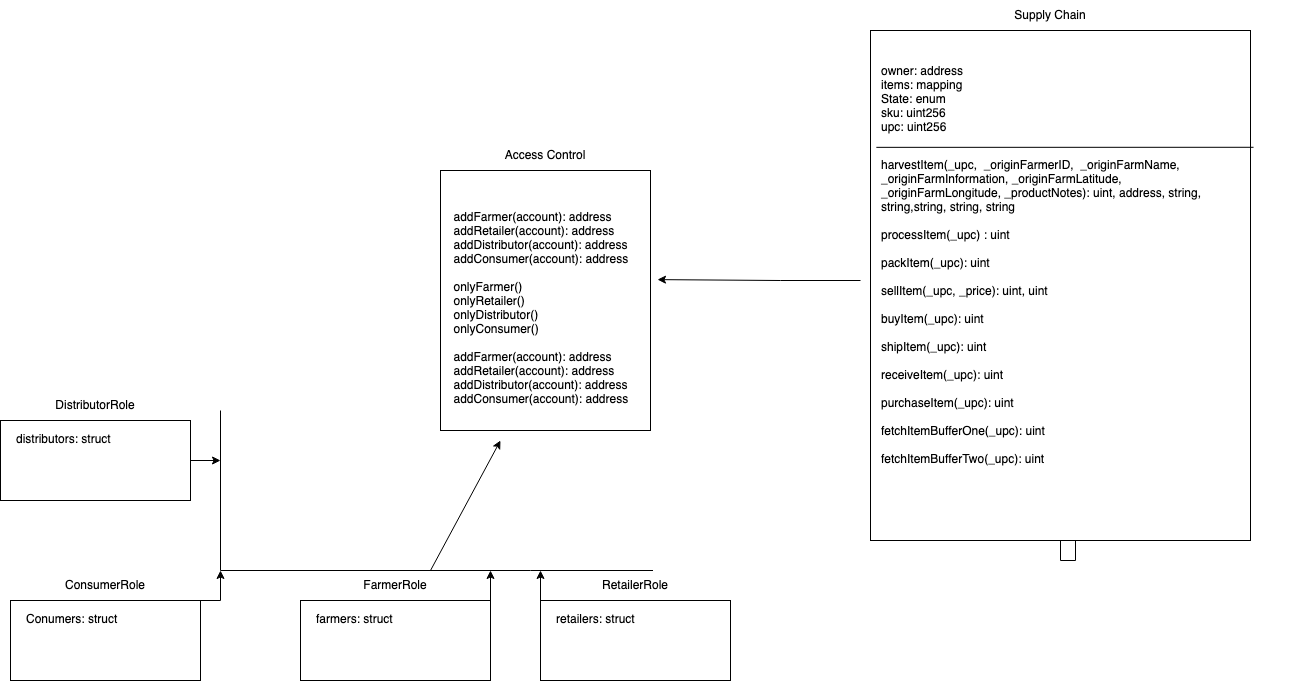 Supply Chain
owner: address
items: mapping
State: enum
sku: uint256
upc: uint256
harvestItem(_upc, _originFarmerID, _originFarmName,
_originFarmInformation, _originFarmLatitude,
_originFarmLongitude, _productNotes): uint, address, string,
string,string, string, string
processItem(_upc) : uint
packItem(_upc): uint
sellItem(_upc, _price): uint, uint
buyItem(_upc): uint
shipItem(_upc): uint
receiveItem(_upc): uint
purchaseItem(_upc): uint
fetchItemBufferOne(_upc): uint
fetchItemBufferTwo(_upc): uint
Access Control
addFarmer(account): address
addRetailer(account): address
addDistributor(account): address
addConsumer(account): address
onlyFarmer()
onlyRetailer()
onlyDistributor()
onlyConsumer()
addFarmer(account): address
addRetailer(account): address
addDistributor(account): address
addConsumer(account): address
DistributorRole
distributors: struct
ConsumerRole
Conumers: struct
FarmerRole
farmers: struct
RetailerRole
retailers: struct